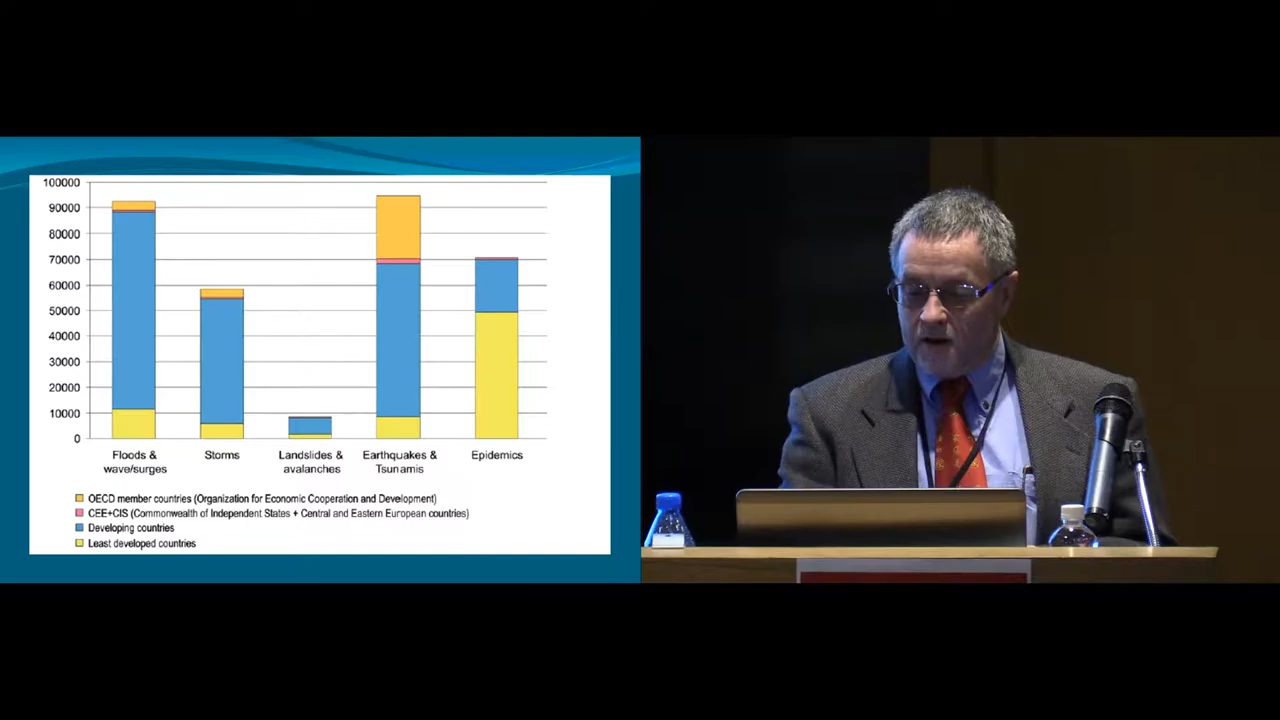 100000
90000
80000
70000
60000
50000
40000
30000
20000
10000
0
Floods & wave/surges
Storms
Landslides & avalanches
Earthquakes & Tsunamis
Epidemics
OECD member countries (Organization for Economic Cooperation and Development)
CEE+CIS (Commonwealth of Independent States + Central and Eastern European countries)
Developing countries
Least developed countries